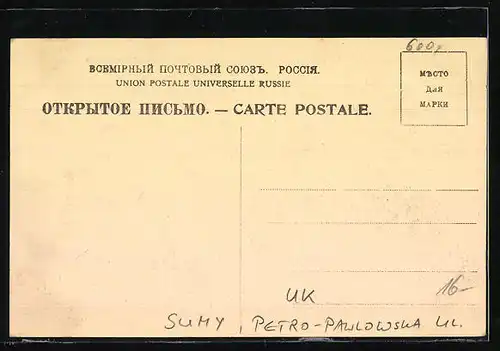 ВСЕМІРНЫЙ ПОЧТОВЫЙ СОЮЗЪ. РОССІЯ.
UNION POSTALE UNIVERSELLE RUSSIE
ОТКРЫТОЕ ПИСЬМО. — CARTE POSTALE.
МѢСТО
ДЛЯ
МАРКИ
16-
UK
SUMY, PETRO-PAWLOWSKA UL.